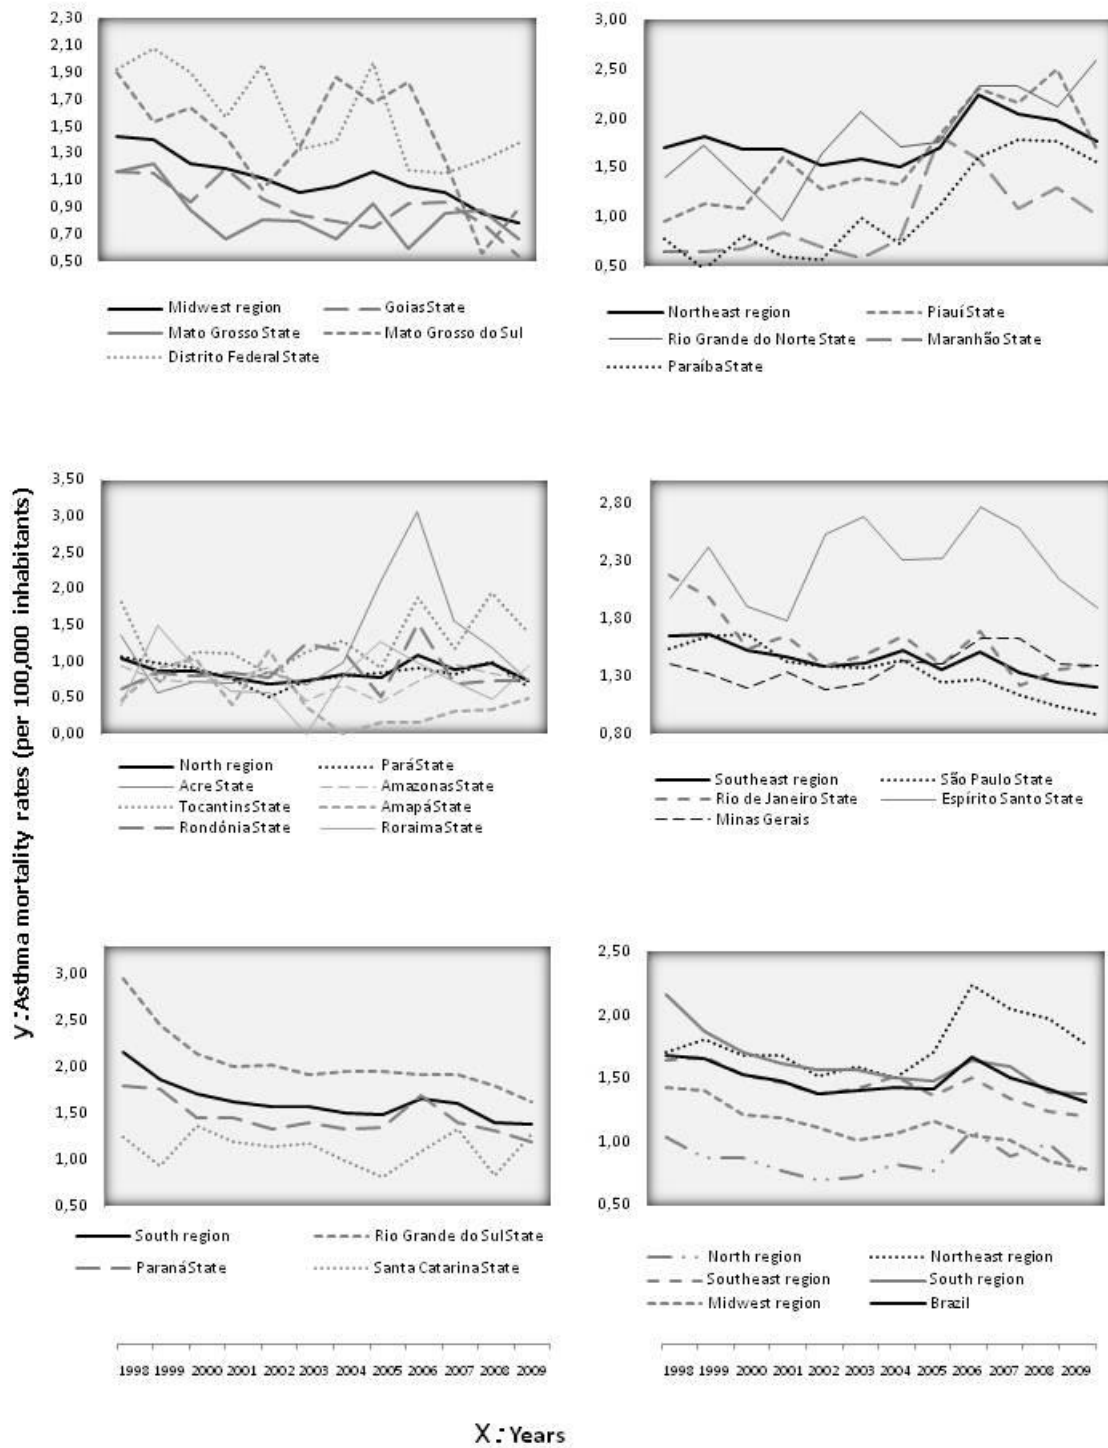 y:Asthma mortality rates (per 100,000 inhabitants)
2,30
2,10
1,90
1,70
1,50
1,30
1,10
0,90
0,70
0,50
Midwest region
Goias State
Mato Grosso State
Mato Grosso do Sul
Distrito Federal State
3,00
2,50
2,00
1,50
1,00
0,50
Northeast region
Piauí State
Rio Grande do Norte State
Maranhão State
Paraíba State
3,50
3,00
2,50
2,00
1,50
1,00
0,50
0,00
North region
Pará State
Acre State
Amazonas State
Tocantins State
Amapá State
Rondônia State
Roraima State
2,80
2,30
1,80
1,30
0,80
Southeast region
São Paulo State
Rio de Janeiro State
Espírito Santo State
Minas Gerais
3,00
2,50
2,00
1,50
1,00
0,50
South region
Rio Grande do Sul State
Paraná State
Santa Catarina State
2,50
2,00
1,50
1,00
0,50
North region
Northeast region
Southeast region
South region
Midwest region
Brazil
1998 1999 2000 2001 2002 2003 2004 2005 2006 2007 2008 2009
1998 1999 2000 2001 2002 2003 2004 2005 2006 2007 2008 2009
X: Years